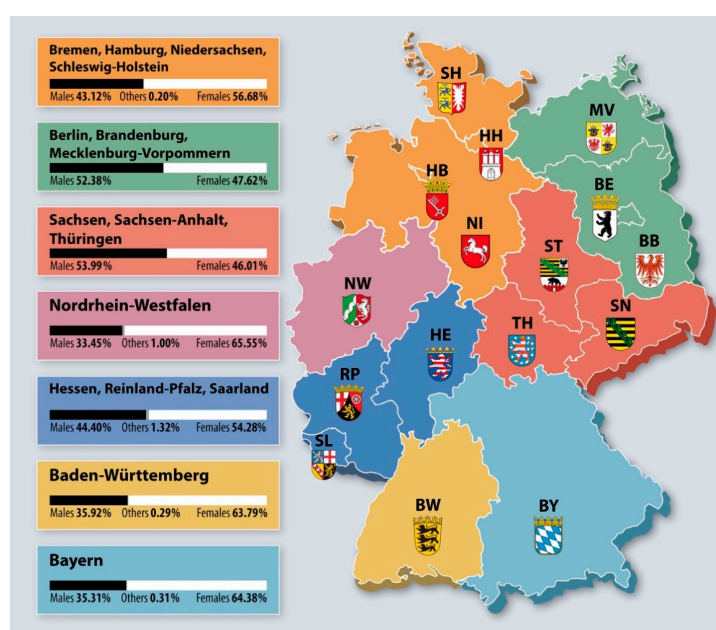 Bremen, Hamburg, Niedersachsen,
Schleswig-Holstein
Males 43.12% Others 0.20% Females 56.68%
Berlin, Brandenburg,
Mecklenburg-Vorpommern
Males 52.38% Females 47.62%
Sachsen, Sachsen-Anhalt,
Thüringen
Males 53.99% Females 46.01%
Nordrhein-Westfalen
Males 33.45% Others 1.00% Females 65.55%
Hessen, Reinland-Pfalz, Saarland
Males 44.40% Others 1.32% Females 54.28%
Baden-Württemberg
Males 35.92% Others 0.29% Females 63.79%
Bayern
Males 35.31% Others 0.31% Females 64.38%
SH
MV
HH
HB
BE
NI
ST
BB
NW
SN
HE
TH
RP
SL
BW
BY